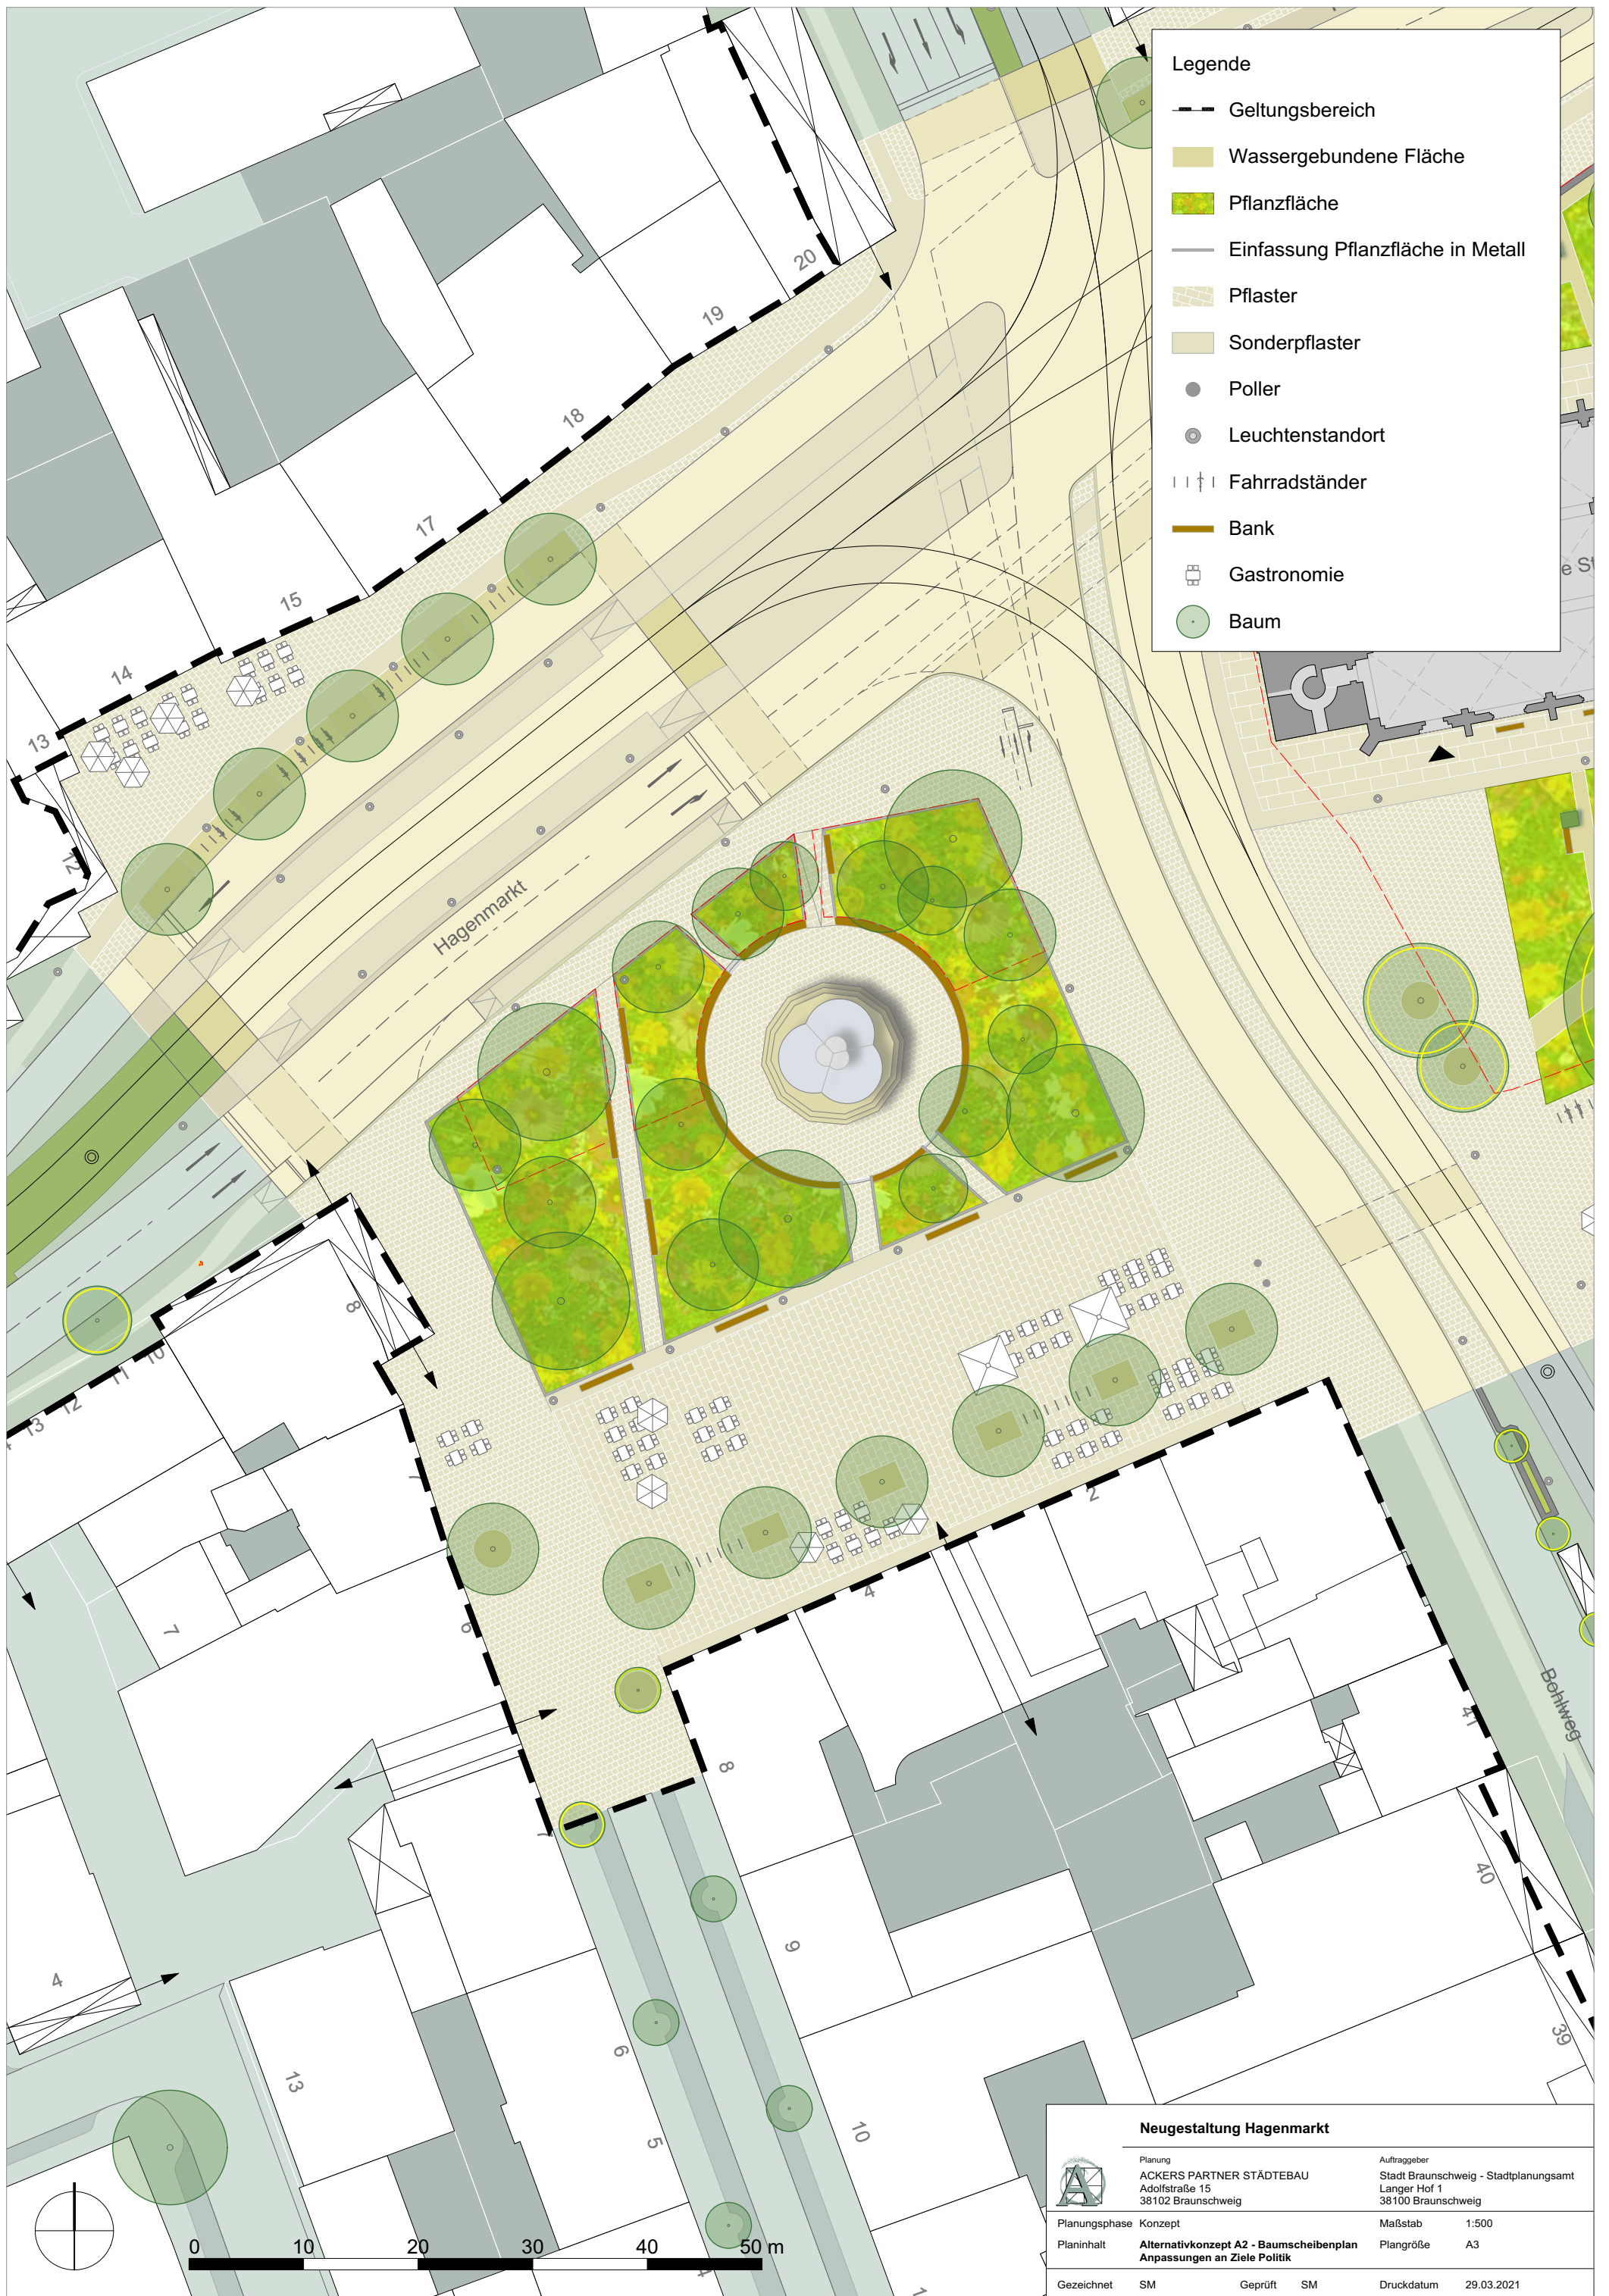 Legende
Geltungsbereich
Wassergebundene Fläche
Pflanzfläche
Einfassung Pflanzfläche in Metall
Pflaster
Sonderpflaster
Poller
Leuchtenstandort
Fahrradständer
Bank
Gastronomie
Baum
e St
20
19
18
17
15
14
13
12
Hagenmarkt
8
10
11
12
13
7
7
6
2
4
8
7
41
Bohlweg
40
39
9
6
4
13
5
10
0 10 20 30 40 50 m
Neugestaltung Hagenmarkt
Planung
ACKERS PARTNER STÄDTEBAU
Adolfstraße 15
38102 Braunschweig
Auftraggeber
Stadt Braunschweig - Stadtplanungsamt
Langer Hof 1
38100 Braunschweig
Planungsphase Konzept
Maßstab 1:500
Planinhalt Alternativkonzept A2 - Baumscheibenplan
Anpassungen an Ziele Politik
Plangröße A3
Gezeichnet SM Geprüft SM Druckdatum 29.03.2021